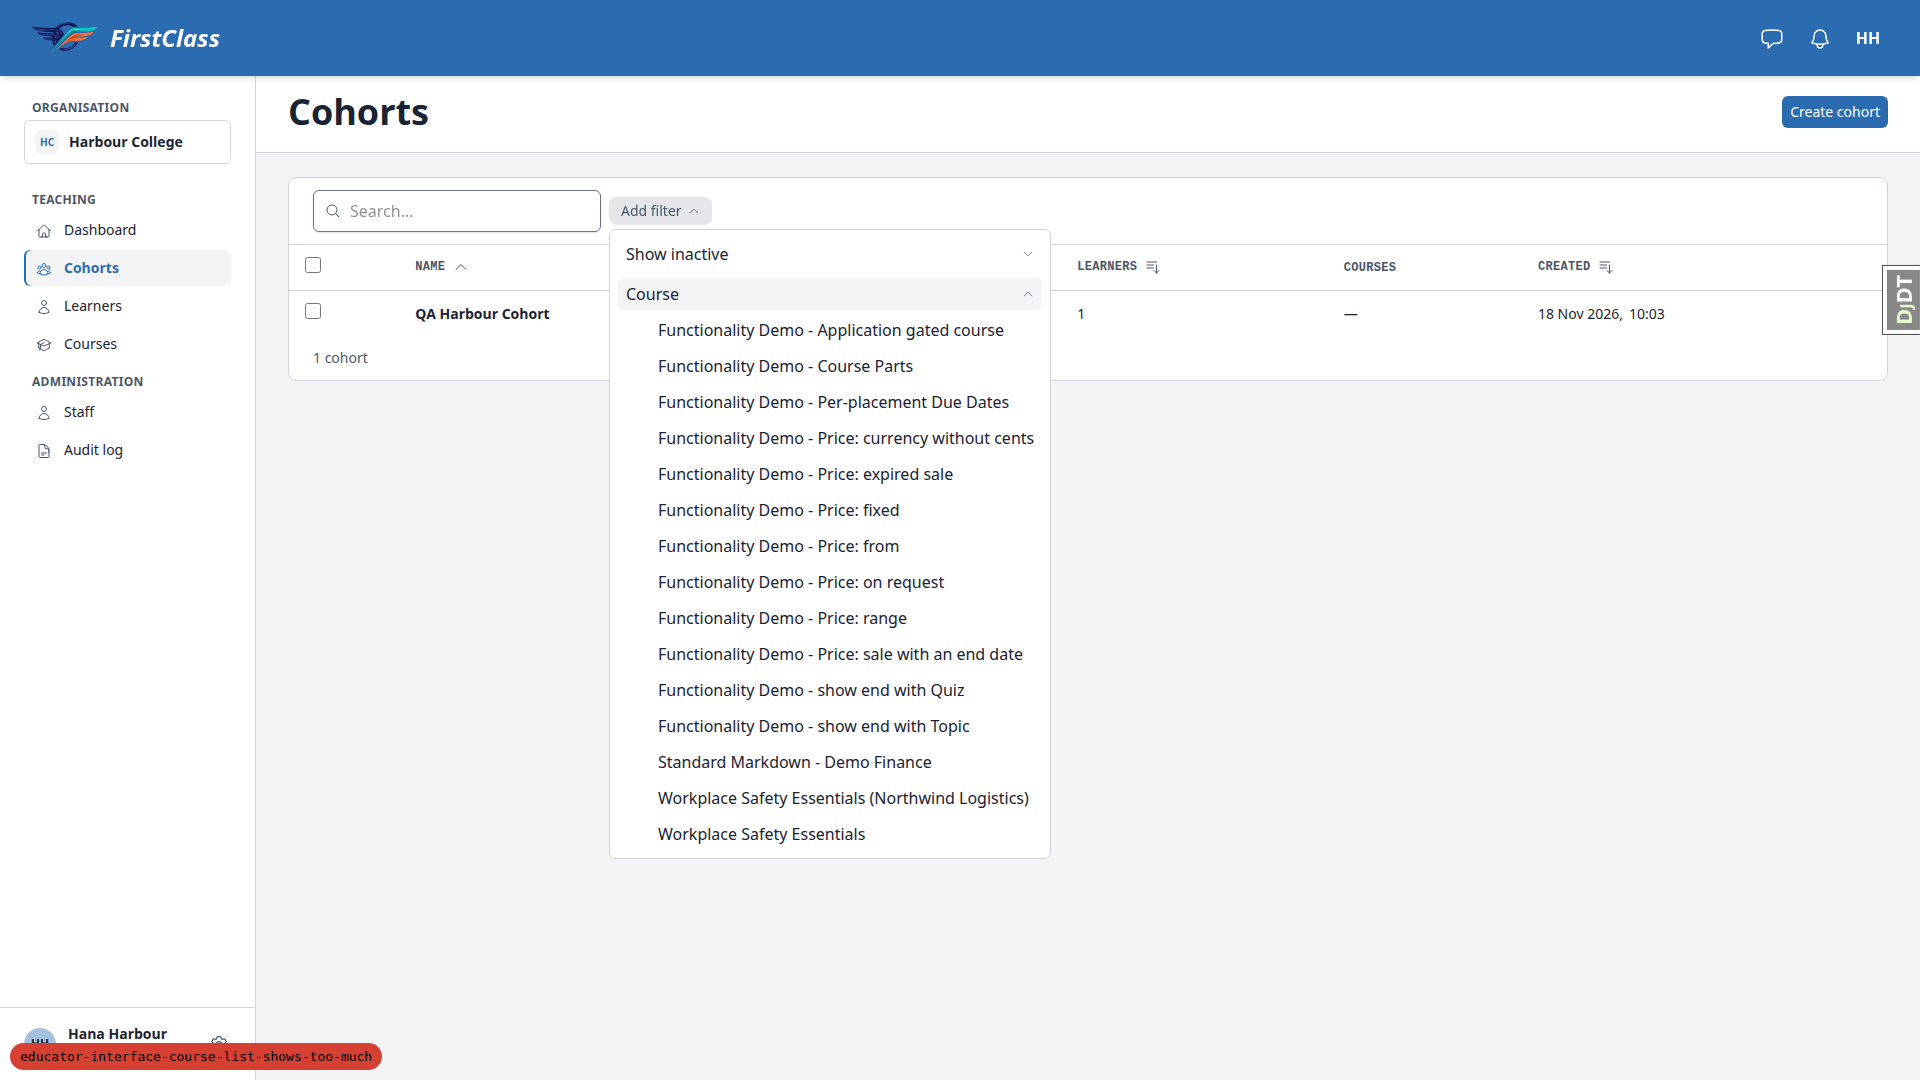 FirstClass
HH
ORGANISATION
HC Harbour College
TEACHING
Dashboard
Cohorts
Learners
Courses
ADMINISTRATION
Staff
Audit log
Hana Harbour
educator-interface-course-list-shows-too-much
Cohorts
Create cohort
Search...
Add filter
Show inactive
Course
Functionality Demo - Application gated course
Functionality Demo - Course Parts
Functionality Demo - Per-placement Due Dates
Functionality Demo - Price: currency without cents
Functionality Demo - Price: expired sale
Functionality Demo - Price: fixed
Functionality Demo - Price: from
Functionality Demo - Price: on request
Functionality Demo - Price: range
Functionality Demo - Price: sale with an end date
Functionality Demo - show end with Quiz
Functionality Demo - show end with Topic
Standard Markdown - Demo Finance
Workplace Safety Essentials (Northwind Logistics)
Workplace Safety Essentials
NAME LEARNERS COURSES CREATED
QA Harbour Cohort 1 — 18 Nov 2026, 10:03
1 cohort
DjDT